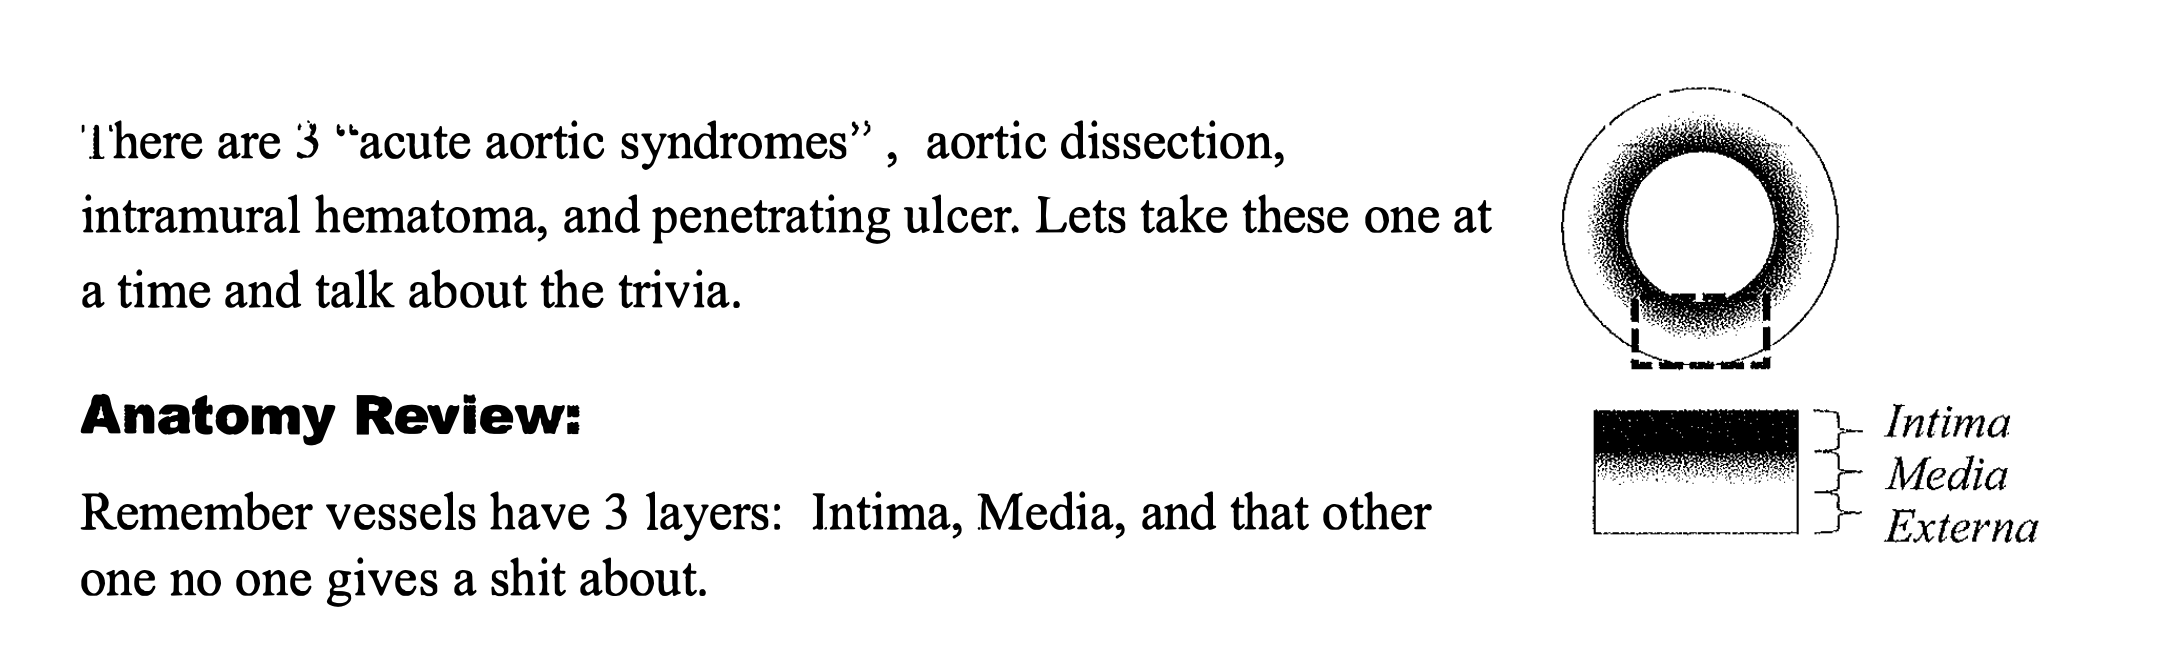 There are 3 “acute aortic syndromes” , aortic dissection,
intramural hematoma, and penetrating ulcer. Lets take these one at
a time and talk about the trivia.
Anatomy Review:
Remember vessels have 3 layers: Intima, Media, and that other
one no one gives a shit about.
Intima
Media
Externa